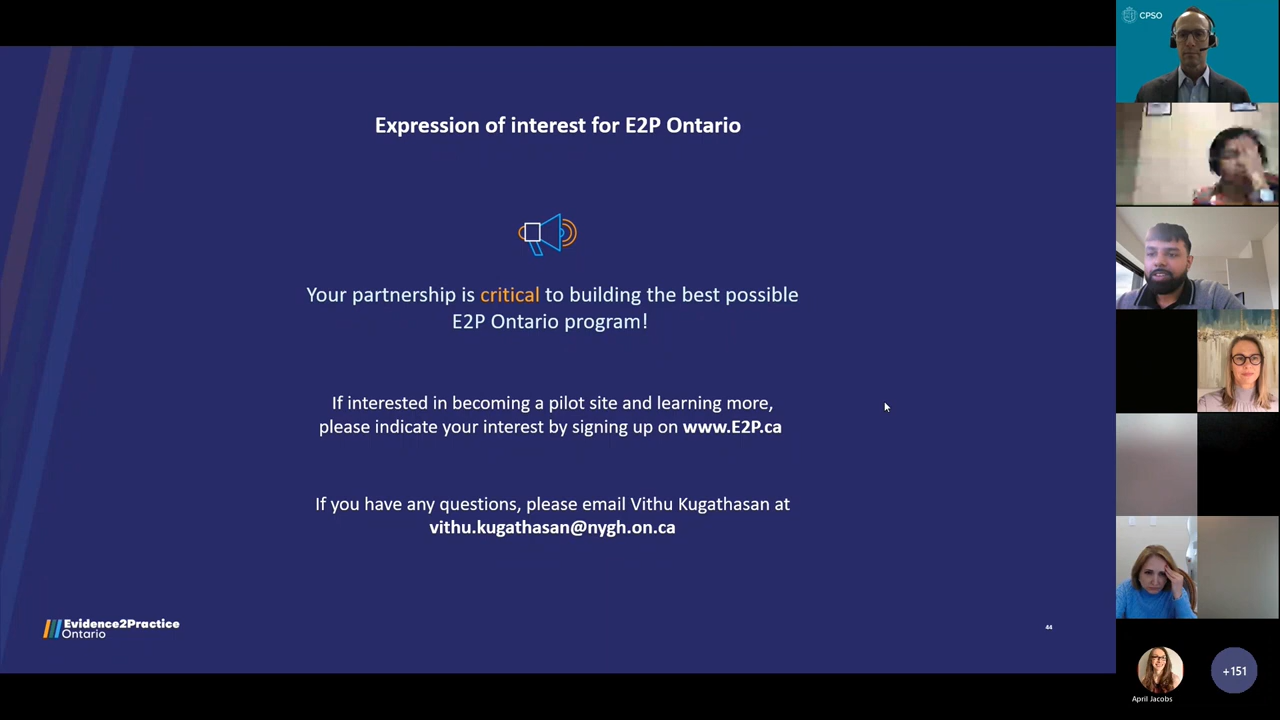 Expression of interest for E2P Ontario
Your partnership is critical to building the best possible
E2P Ontario program!
If interested in becoming a pilot site and learning more,
please indicate your interest by signing up on www.E2P.ca
If you have any questions, please email Vithu Kugathasan at
vithu.kugathasan@nygh.on.ca
Evidence2Practice
Ontario
44
CPSO
April Jacobs
+151